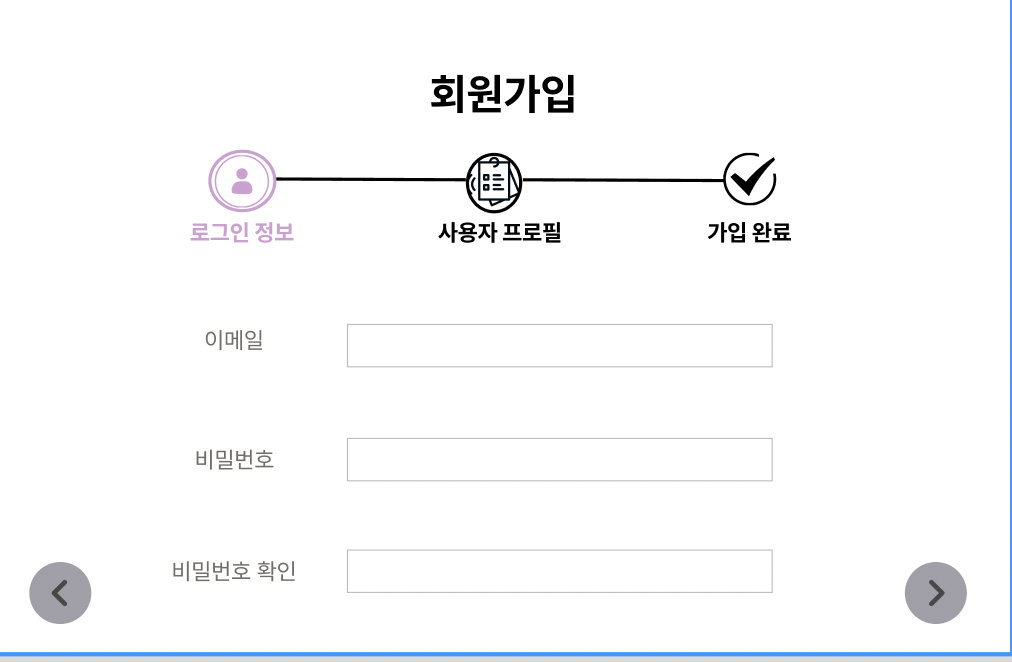 회원가입
로그인 정보
사용자 프로필
가입 완료
이메일
비밀번호
비밀번호 확인